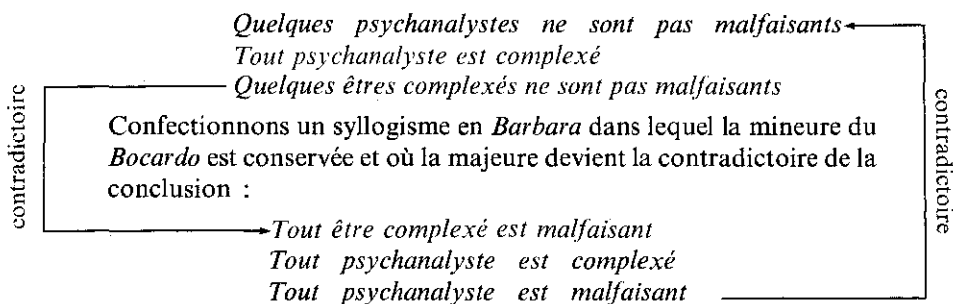 Quelques psychanalystes ne sont pas malfaisants
Tout psychanalyste est complexé
Quelques êtres complexés ne sont pas malfaisants
contradictoire
contradictoire
Confectionnons un syllogisme en Barbara dans lequel la mineure du
Bocardo est conservée et où la majeure devient la contradictoire de la
conclusion :
Tout être complexé est malfaisant
Tout psychanalyste est complexé
Tout psychanalyste est malfaisant